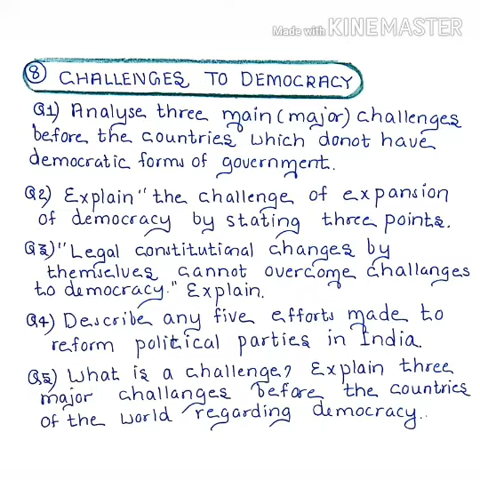 Made with KINEMASTER
8 CHALLENGES TO DEMOCRACY
Q1) Analyse three main (major) challenges
before the countries which donot have
democratic forms of government.
Q2) Explain "the challenge of expansion
of democracy by stating three points.
Q3) "Legal constitutional changes by
themselves cannot overcome challanges
to democracy." Explain.
Q4) Describe any five efforts made to
reform political parties in India
Q5) What is a challenge? Explain three
major challanges before the countries
of the world regarding democracy.